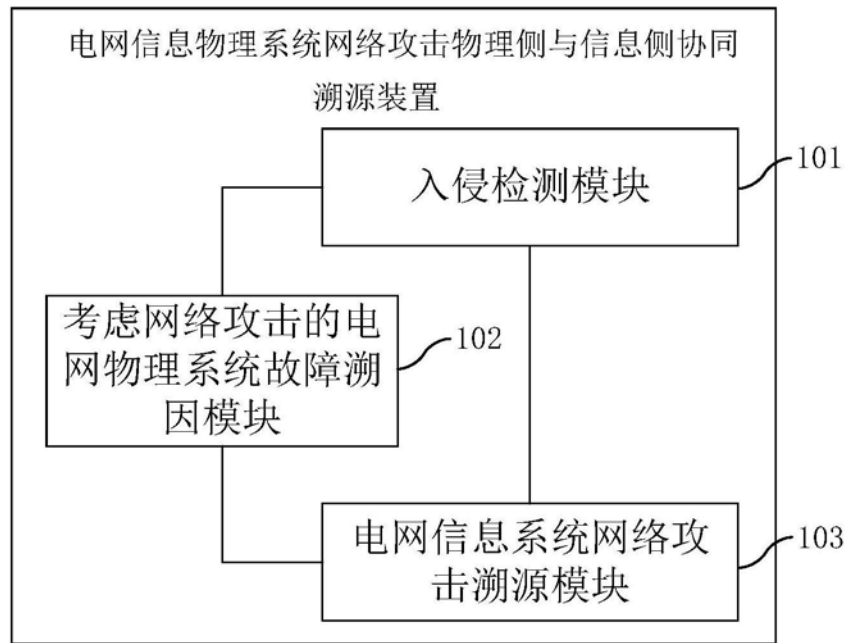 电网信息物理系统网络攻击物理侧与信息侧协同
溯源装置
入侵检测模块
101
考虑网络攻击的电
网物理系统故障溯
因模块
102
电网信息系统网络攻
击溯源模块
103